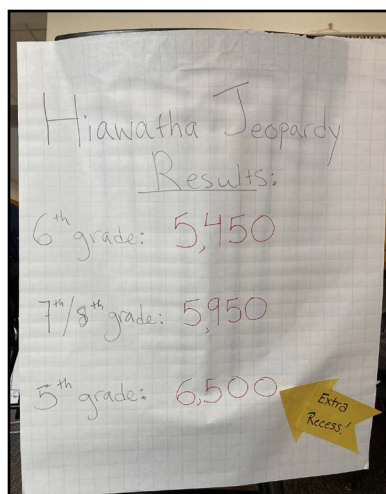 Hiawatha Jeopardy
Results:
6th grade: 5,450
7th/8th grade: 5,950
5th grade: 6,500
Extra
Recess!